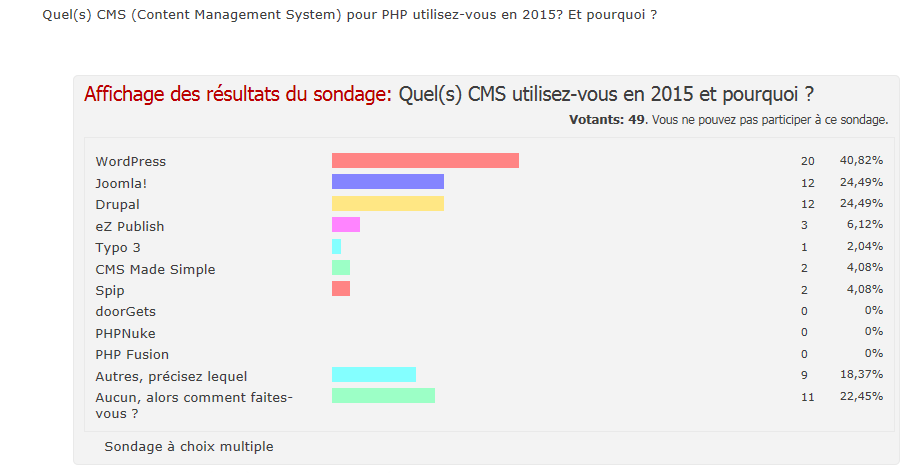 Quel(s) CMS (Content Management System) pour PHP utilisez-vous en 2015? Et pourquoi ?
Affichage des résultats du sondage: Quel(s) CMS utilisez-vous en 2015 et pourquoi ?
Votants: 49. Vous ne pouvez pas participer à ce sondage.
WordPress 20 40,82%
Joomla! 12 24,49%
Drupal 12 24,49%
eZ Publish 3 6,12%
Typo 3 1 2,04%
CMS Made Simple 2 4,08%
Spip 2 4,08%
doorGets 0 0%
PHPNuke 0 0%
PHP Fusion 0 0%
Autres, précisez lequel 9 18,37%
Aucun, alors comment faites- 11 22,45%
vous ?
Sondage à choix multiple